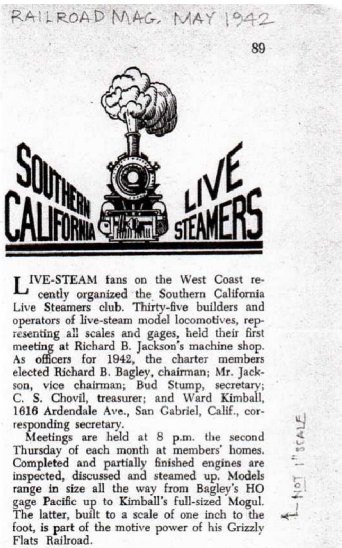 RAILROAD MAG. MAY 1942
89
SOUTHERN CALIFORNIA LIVE STEAMERS
LIVE-STEAM fans on the West Coast re-
cently organized the Southern California
Live Steamers club. Thirty-five builders and
operators of live-steam model locomotives, rep-
resenting all scales and gages, held their first
meeting at Richard B. Jackson's machine shop.
As officers for 1942, the charter members
elected Richard B. Bagley, chairman; Mr. Jack-
son, vice chairman; Bud Stump, secretary;
C. S. Chovil, treasurer; and Ward Kimball,
1616 Ardendale Ave., San Gabriel, Calif., cor-
responding secretary.
Meetings are held at 8 p.m. the second
Thursday of each month at members' homes.
Completed and partially finished engines are
inspected, discussed and steamed up. Models
range in size all the way from Bagley's HO
gage Pacific up to Kimball's full-sized Mogul.
The latter, built to a scale of one inch to the
foot, is part of the motive power of his Grizzly
Flats Railroad.
NOT 1" SCALE